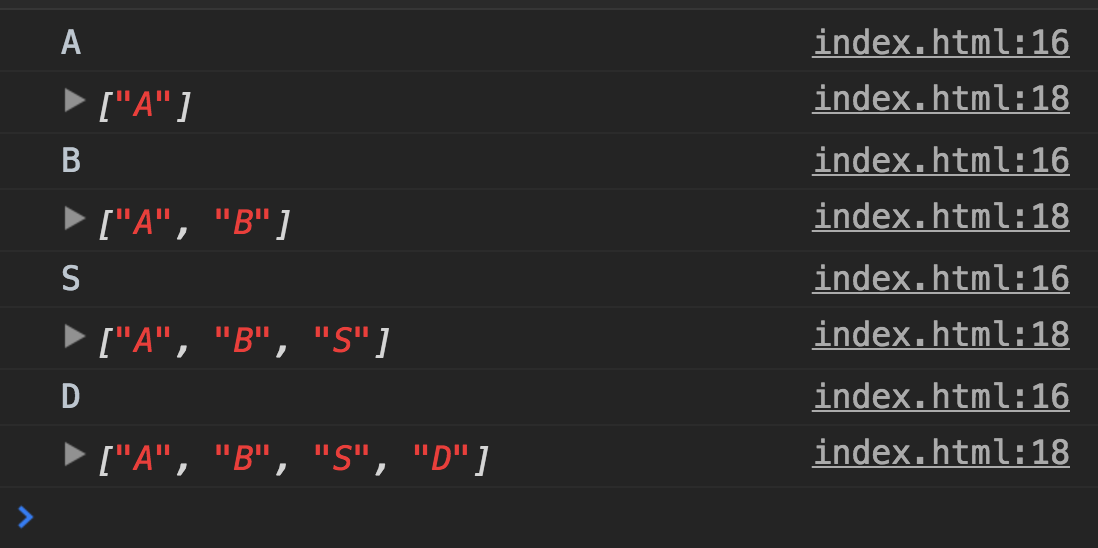 A index.html:16
["A"] index.html:18
B index.html:16
["A", "B"] index.html:18
S index.html:16
["A", "B", "S"] index.html:18
D index.html:16
["A", "B", "S", "D"] index.html:18